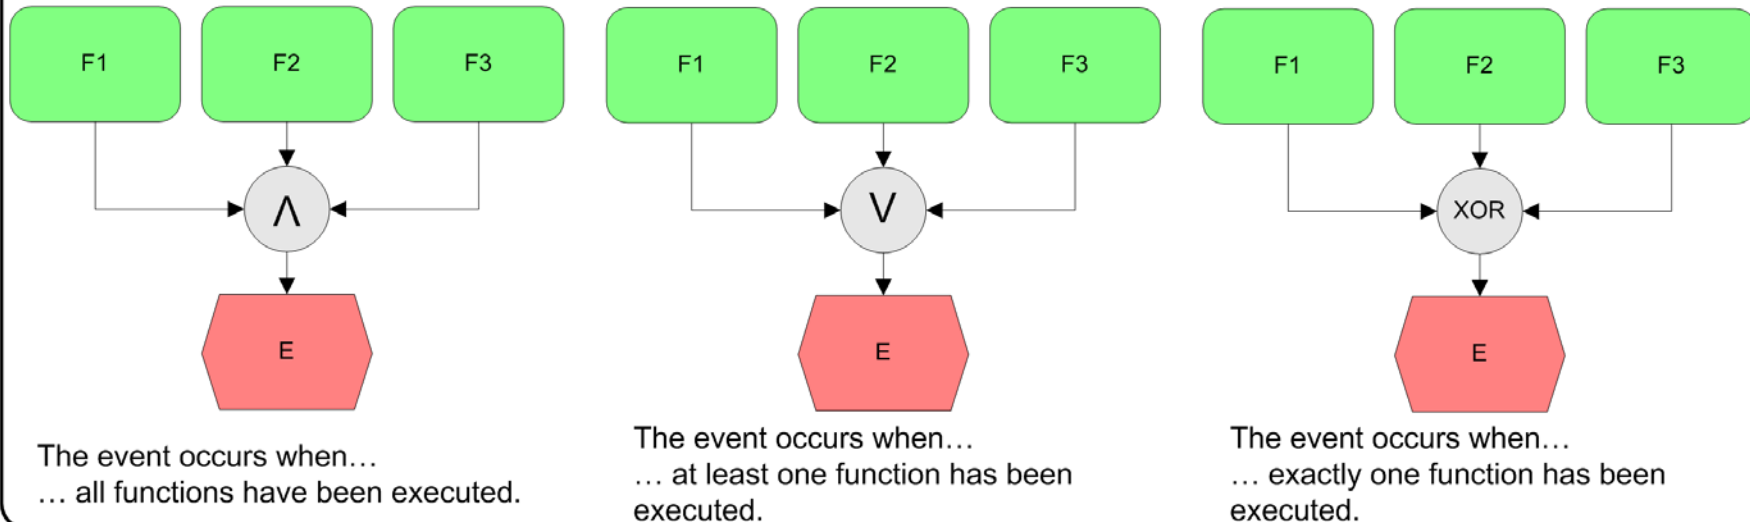 F1
F2
F3
Λ
E
The event occurs when…
… all functions have been executed.
F1
F2
F3
V
E
The event occurs when…
… at least one function has been
executed.
F1
F2
F3
XOR
E
The event occurs when…
… exactly one function has been
executed.